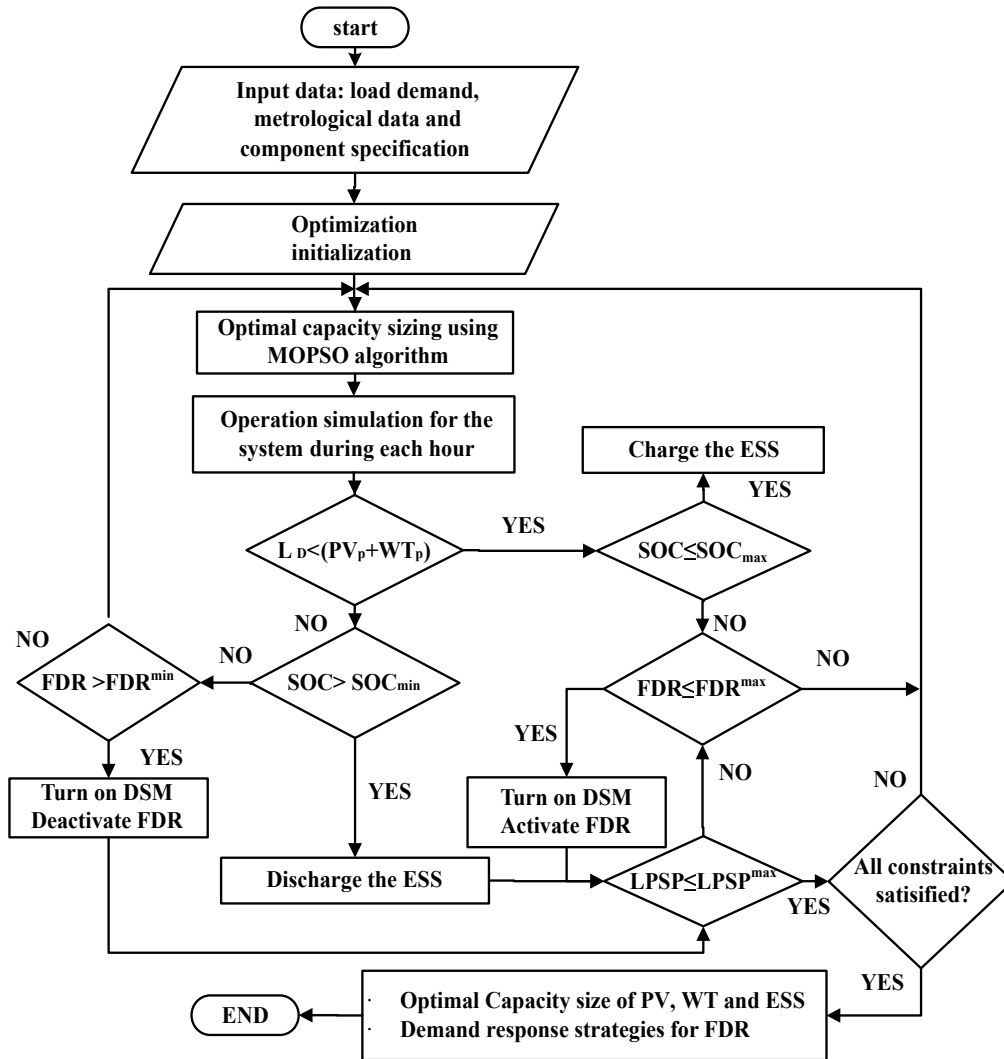 start
Input data: load demand,
metrological data and
component specification
Optimization
initialization
Optimal capacity sizing using
MOPSO algorithm
Operation simulation for the
system during each hour
Charge the ESS
YES
YES
L D<(PVp+WTp)
SOC≤SOCmax
NO
NO
NO
NO
NO
FDR >FDRmin
SOC> SOCmin
FDR≤FDRmax
YES
YES
YES
NO
NO
Turn on DSM
Deactivate FDR
Turn on DSM
Activate FDR
Discharge the ESS
LPSP≤LPSPmax
YES
All constraints
satisified?
YES
· Optimal Capacity size of PV, WT and ESS
· Demand response strategies for FDR
END